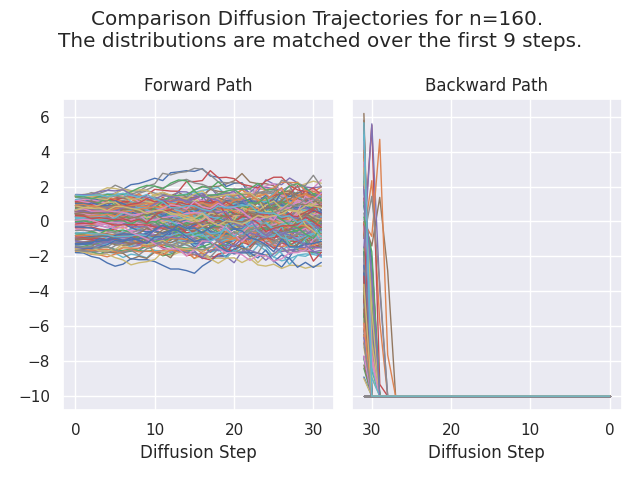 Comparison Diffusion Trajectories for n=160.
The distributions are matched over the first 9 steps.
Forward Path
Backward Path
6
4
2
0
−2
−4
−6
−8
−10
0 10 20 30
30 20 10 0
Diffusion Step
Diffusion Step